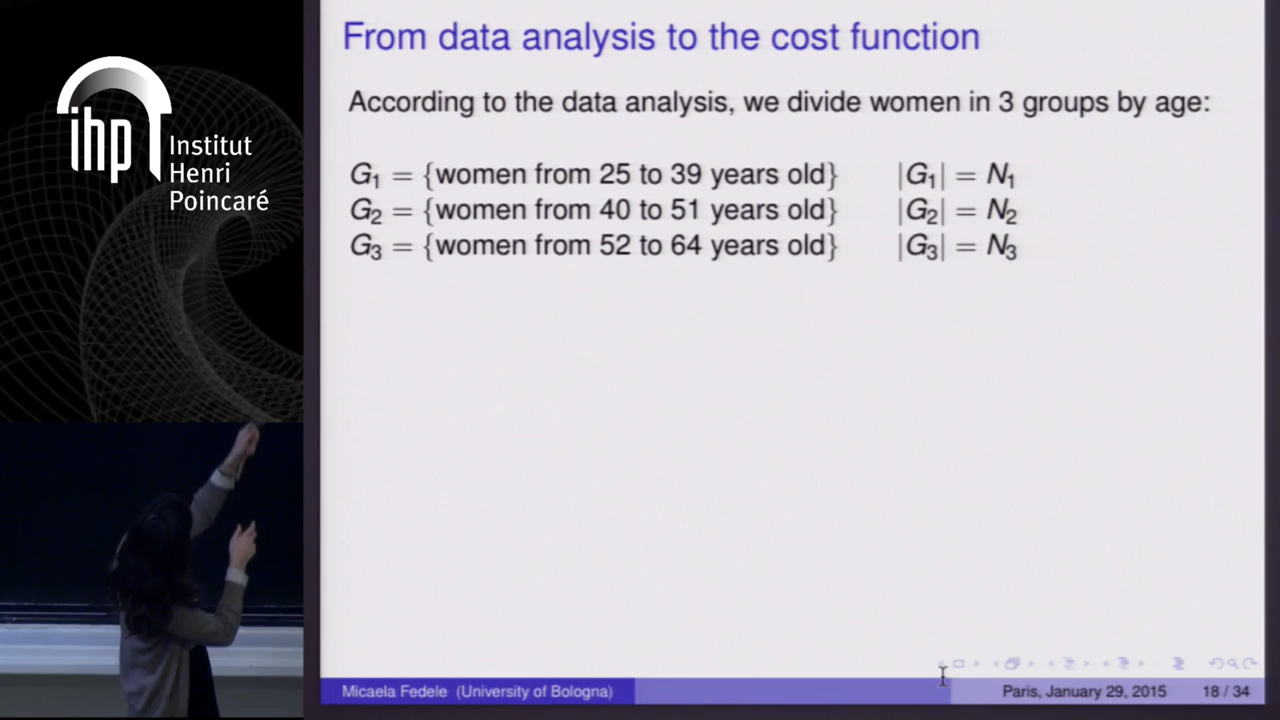 ihp
Institut
Henri
Poincaré
From data analysis to the cost function
According to the data analysis, we divide women in 3 groups by age:
G₁ = {women from 25 to 39 years old} |G₁| = N₁
G₂ = {women from 40 to 51 years old} |G₂| = N₂
G₃ = {women from 52 to 64 years old} |G₃| = N₃
Micaela Fedele (University of Bologna) Paris, January 29, 2015 18 / 34